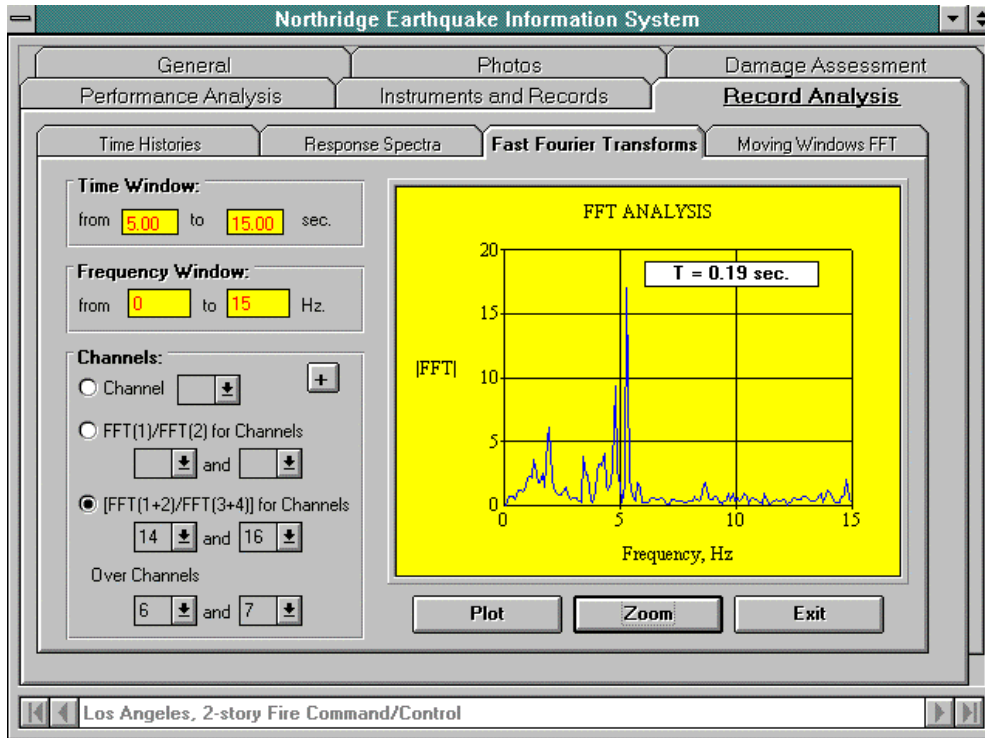 Northridge Earthquake Information System
General Photos Damage Assessment
Performance Analysis Instruments and Records Record Analysis
Time Histories Response Spectra Fast Fourier Transforms Moving Windows FFT
Time Window:
from 5.00 to 15.00 sec.
Frequency Window:
from 0 to 15 Hz.
Channels:
Channel
+
FFT(1)/FFT(2) for Channels
and
[FFT(1+2)/FFT(3+4)] for Channels
14 and 16
Over Channels
6 and 7
FFT ANALYSIS
T = 0.19 sec.
|FFT|
20
15
10
5
0
0 5 10 15
Frequency, Hz
Plot Zoom Exit
Los Angeles, 2-story Fire Command/Control